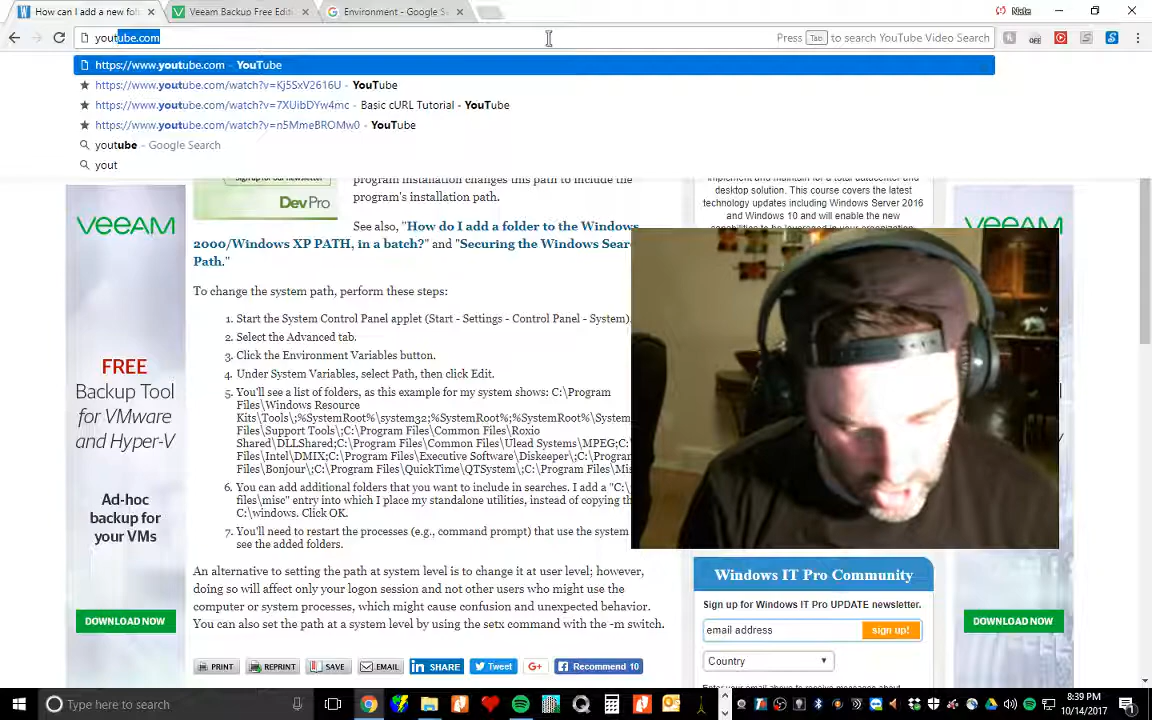 How can I add a new fol
Veeam Backup Free Edit
Environment - Google S
youtube.com
Press Tab to search YouTube Video Search
https://www.youtube.com - YouTube
https://www.youtube.com/watch?v=Kj5SxV2616U - YouTube
https://www.youtube.com/watch?v=7XUibDYw4mc - Basic cURL Tutorial - YouTube
https://www.youtube.com/watch?v=n5MmeBROMw0 - YouTube
youtube - Google Search
yout
program installation changes this path to include the
program's installation path.
DevPro
See also, "How do I add a folder to the Windows
2000/Windows XP PATH, in a batch?" and "Securing the Windows Sear
Path."
To change the system path, perform these steps:
1. Start the System Control Panel applet (Start - Settings - Control Panel - System)
2. Select the Advanced tab.
3. Click the Environment Variables button.
4. Under System Variables, select Path, then click Edit.
5. You'll see a list of folders, as this example for my system shows: C:\Program
Files\Windows Resource
Kits\Tools\;%SystemRoot%\system32;%SystemRoot%;%SystemRoot%\System
Files\Support Tools\;C:\Program Files\Common Files\Roxio
Shared\DLLShared;C:\Program Files\Common Files\Ulead Systems\MPEG;C:
Files\Intel\DMIX;C:\Program Files\Executive Software\Diskeeper\;C:\Program
Files\Bonjour\;C:\Program Files\QuickTime\QTSystem\;C:\Program Files\Mis
6. You can add additional folders that you want to include in searches. I add a "C:\
files\misc" entry into which I place my standalone utilities, instead of copying th
C:\windows. Click OK.
7. You'll need to restart the processes (e.g., command prompt) that use the system
see the added folders.
An alternative to setting the path at system level is to change it at user level; however,
doing so will affect only your logon session and not other users who might use the
computer or system processes, which might cause confusion and unexpected behavior.
You can also set the path at a system level by using the setx command with the -m switch.
PRINT REPRINT SAVE EMAIL SHARE Tweet G+ Recommend 10
veeAM
FREE
Backup Tool
for VMware
and Hyper-V
Ad-hoc
backup for
your VMs
DOWNLOAD NOW
desktop solution. This course covers the latest
technology updates including Windows Server 2016
and Windows 10 and will enable the new
Windows IT Pro Community
Sign up for Windows IT Pro UPDATE newsletter.
email address sign up!
Country
veeAM
DOWNLOAD NOW
Type here to search
8:39 PM
10/14/2017